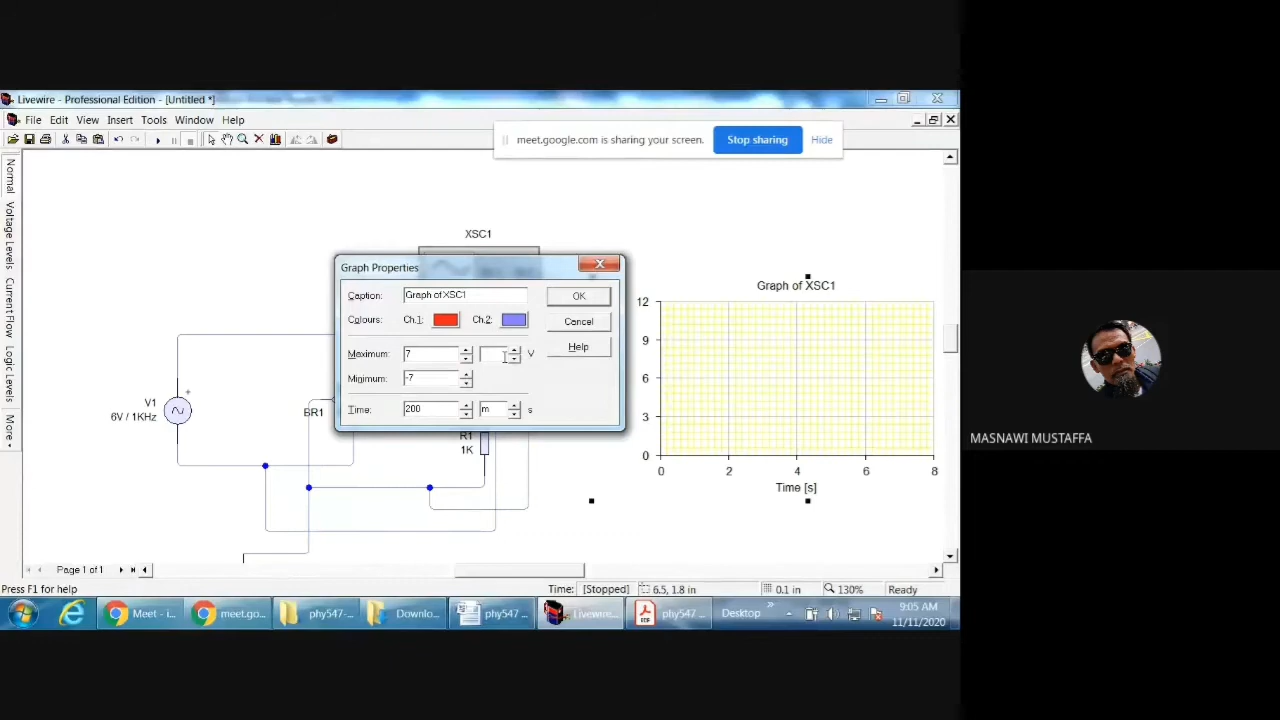 Livewire - Professional Edition - [Untitled *]
File Edit View Insert Tools Window Help
meet.google.com is sharing your screen. Stop sharing Hide
Normal
Voltage Levels
Current Flow
Logic Levels
More
XSC1
Graph Properties
Caption: Graph of XSC1 OK
Colours: Ch.1: Ch.2: Cancel
Maximum: 7 V Help
Minimum: -7
Time: 200 m s
V1
6V / 1KHz
+
BR1
R1
1K
Graph of XSC1
12
9
6
3
0
0 2 4 6 8
Time [s]
MASNAWI MUSTAFFA
Page 1 of 1
Press F1 for help Time: [Stopped] 6.5, 1.8 in 0.1 in 130% Ready
Meet - i... meet.go... phy547-... Downlo... phy547 ... Livewire... phy547 ... Desktop » 9:05 AM
11/11/2020